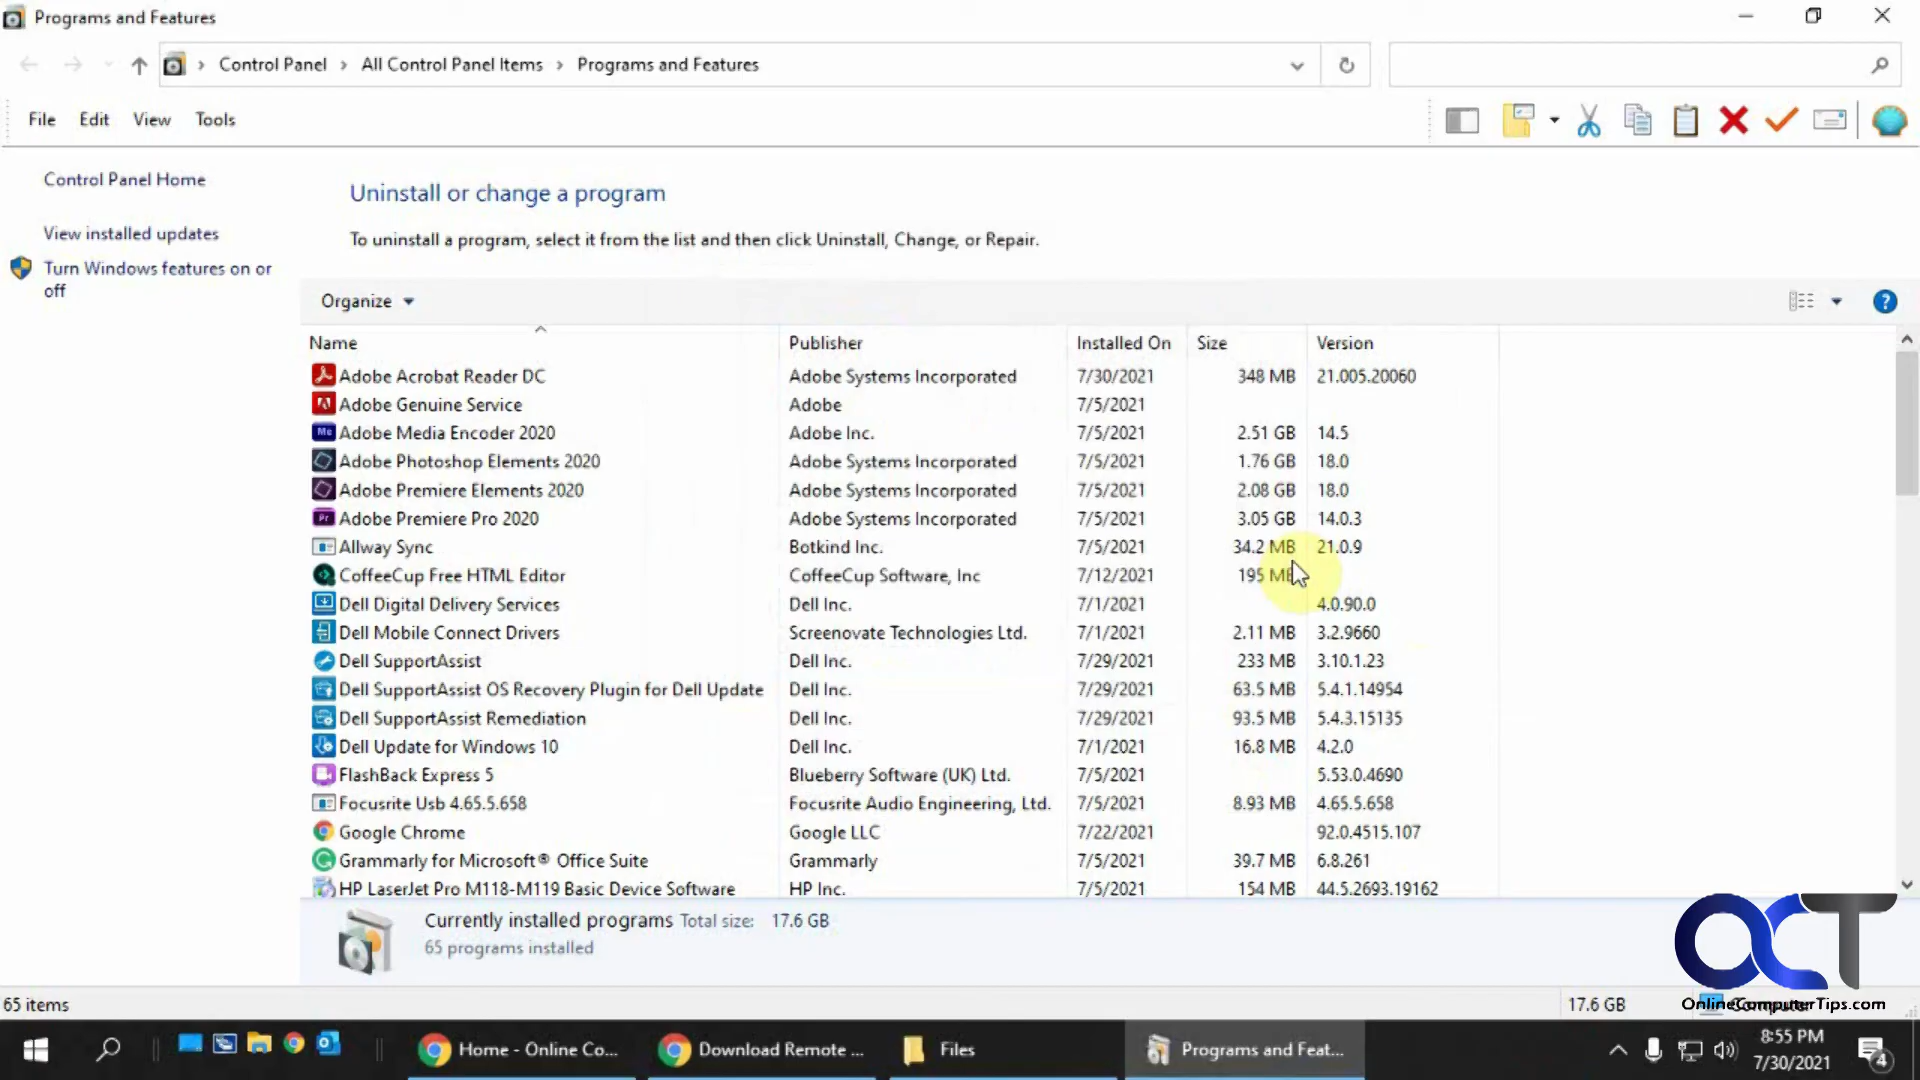 Programs and Features
Control Panel > All Control Panel Items > Programs and Features
File Edit View Tools
Control Panel Home
View installed updates
Turn Windows features on or
off
Uninstall or change a program
To uninstall a program, select it from the list and then click Uninstall, Change, or Repair.
Organize
Name Publisher Installed On Size Version
Adobe Acrobat Reader DC Adobe Systems Incorporated 7/30/2021 348 MB 21.005.20060
Adobe Genuine Service Adobe 7/5/2021
Me Adobe Media Encoder 2020 Adobe Inc. 7/5/2021 2.51 GB 14.5
Adobe Photoshop Elements 2020 Adobe Systems Incorporated 7/5/2021 1.76 GB 18.0
Adobe Premiere Elements 2020 Adobe Systems Incorporated 7/5/2021 2.08 GB 18.0
Pr Adobe Premiere Pro 2020 Adobe Systems Incorporated 7/5/2021 3.05 GB 14.0.3
Allway Sync Botkind Inc. 7/5/2021 34.2 MB 21.0.9
CoffeeCup Free HTML Editor CoffeeCup Software, Inc 7/12/2021 195 MB
Dell Digital Delivery Services Dell Inc. 7/1/2021 4.0.90.0
Dell Mobile Connect Drivers Screenovate Technologies Ltd. 7/1/2021 2.11 MB 3.2.9660
Dell SupportAssist Dell Inc. 7/29/2021 233 MB 3.10.1.23
Dell SupportAssist OS Recovery Plugin for Dell Update Dell Inc. 7/29/2021 63.5 MB 5.4.1.14954
Dell SupportAssist Remediation Dell Inc. 7/29/2021 93.5 MB 5.4.3.15135
Dell Update for Windows 10 Dell Inc. 7/1/2021 16.8 MB 4.2.0
FlashBack Express 5 Blueberry Software (UK) Ltd. 7/5/2021 5.53.0.4690
Focusrite Usb 4.65.5.658 Focusrite Audio Engineering, Ltd. 7/5/2021 8.93 MB 4.65.5.658
Google Chrome Google LLC 7/22/2021 92.0.4515.107
Grammarly for Microsoft® Office Suite Grammarly 7/5/2021 39.7 MB 6.8.261
HP LaserJet Pro M118-M119 Basic Device Software HP Inc. 7/5/2021 154 MB 44.5.2693.19162
Currently installed programs Total size: 17.6 GB
65 programs installed
OCT
OnlineComputerTips.com
65 items 17.6 GB
Home - Online Co... Download Remote ... Files Programs and Feat... 8:55 PM
7/30/2021
4